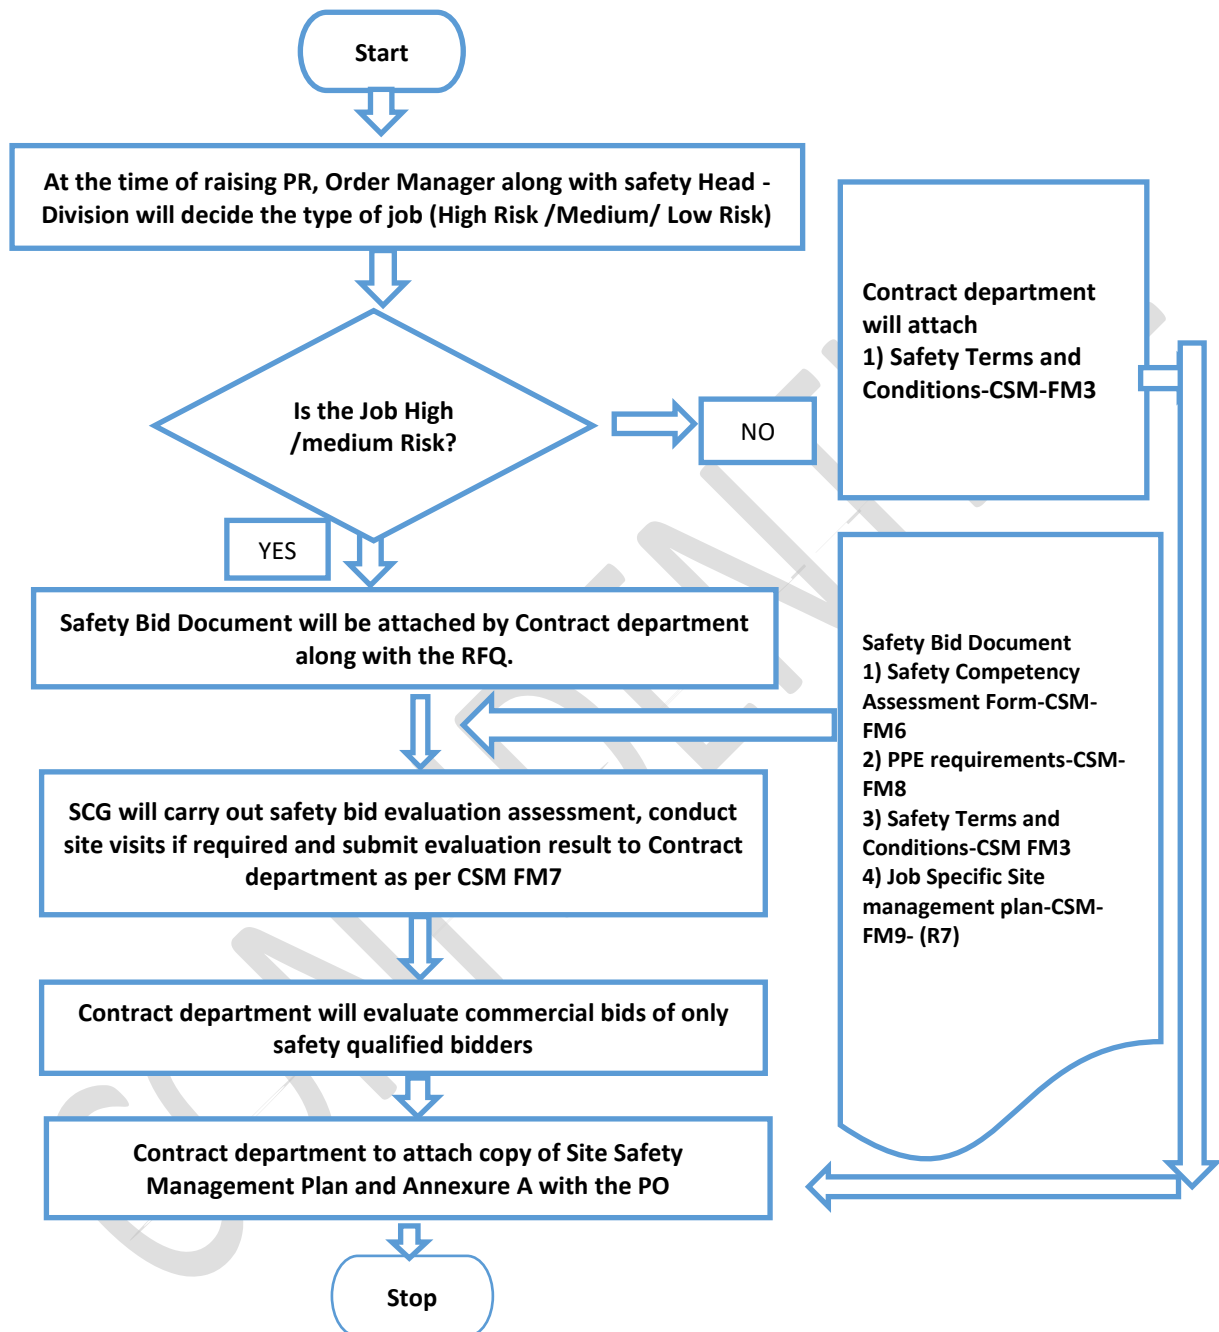 Start
At the time of raising PR, Order Manager along with safety Head -
Division will decide the type of job (High Risk /Medium/ Low Risk)
Is the Job High
/medium Risk?
NO
Contract department
will attach
1) Safety Terms and
Conditions-CSM-FM3
YES
Safety Bid Document will be attached by Contract department
along with the RFQ.
Safety Bid Document
1) Safety Competency
Assessment Form-CSM-
FM6
2) PPE requirements-CSM-
FM8
3) Safety Terms and
Conditions-CSM FM3
4) Job Specific Site
management plan-CSM-
FM9- (R7)
SCG will carry out safety bid evaluation assessment, conduct
site visits if required and submit evaluation result to Contract
department as per CSM FM7
Contract department will evaluate commercial bids of only
safety qualified bidders
Contract department to attach copy of Site Safety
Management Plan and Annexure A with the PO
Stop